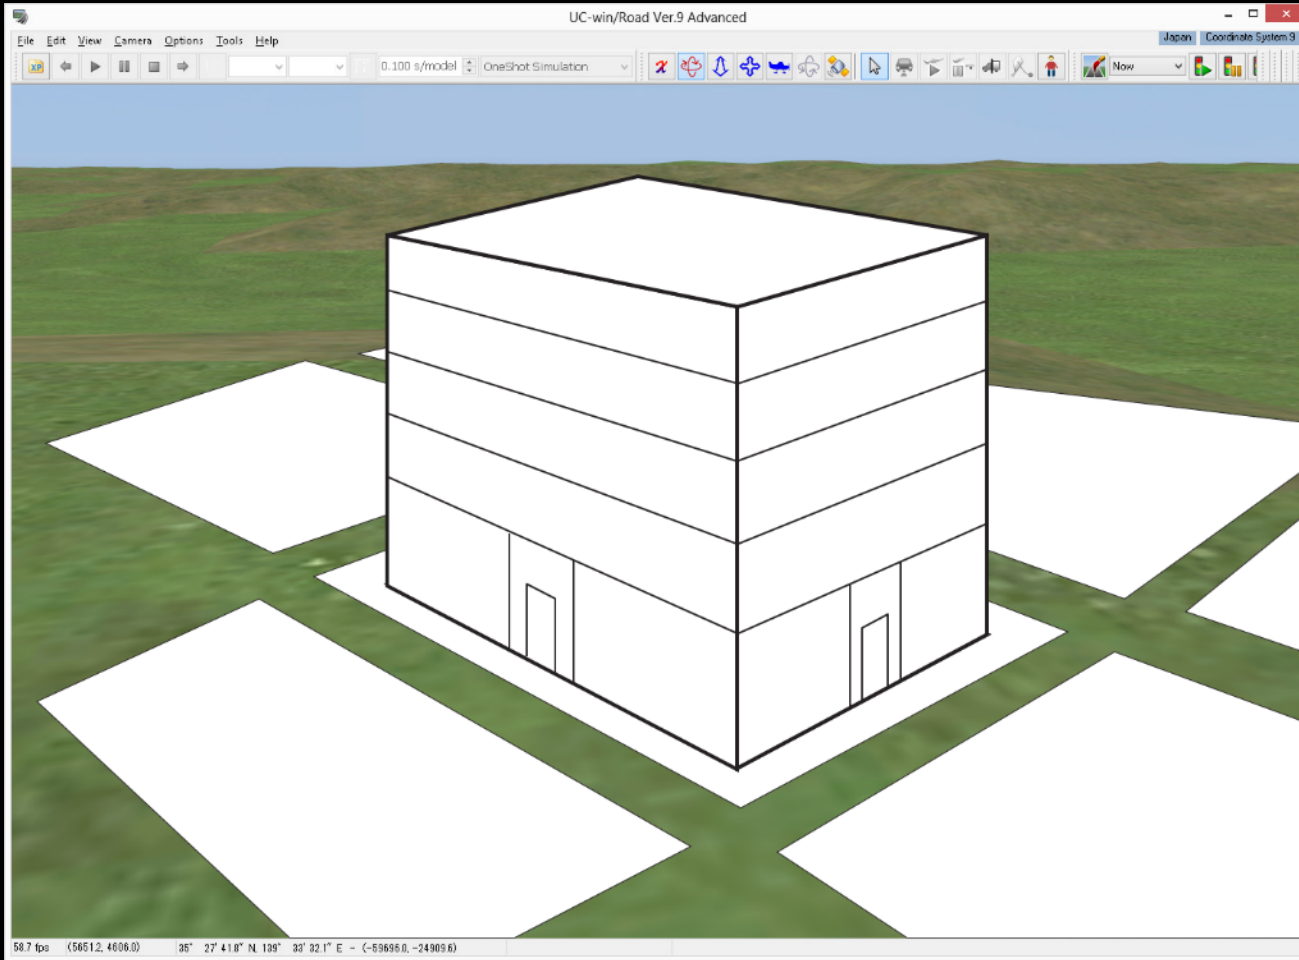 UC-win/Road Ver.9 Advanced
File Edit View Camera Options Tools Help
Japan Coordinate System 9
XP 0.100 s/model OneShot Simulation Now
58.7 fps (5651.2, 4606.0) 35° 27' 41.8" N, 139° 33' 32.1" E - (-59696.0, -24909.6)